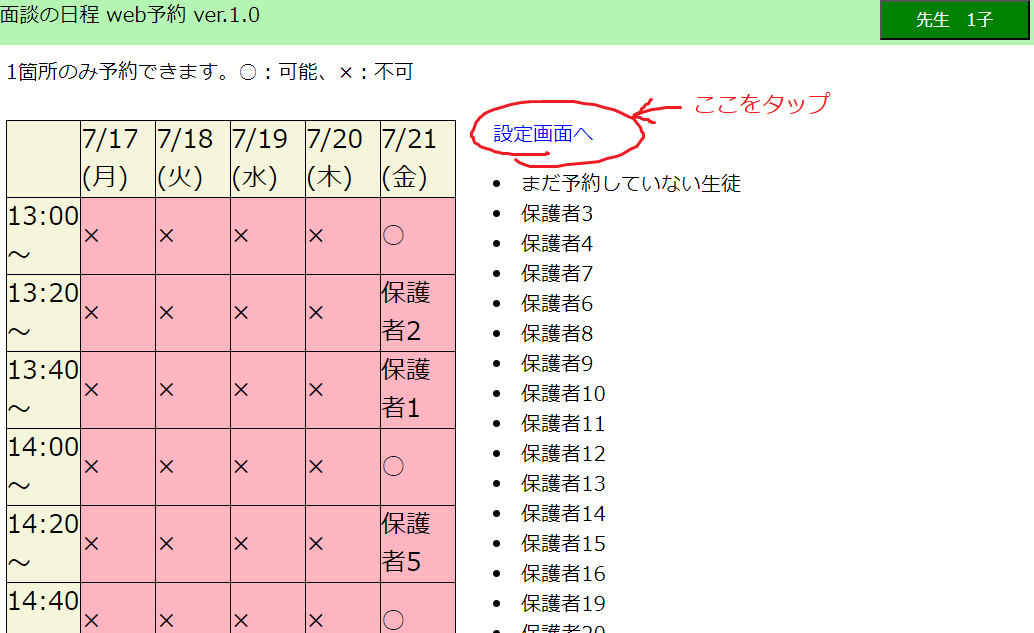 面談の日程 web予約 ver.1.0
先生　1子
1箇所のみ予約できます。○：可能、×：不可
ここをタップ
設定画面へ
7/17 7/18 7/19 7/20 7/21
(月) (火) (水) (木) (金)
13:00～ × × × × ○
13:20～ × × × × 保護者2
13:40～ × × × × 保護者1
14:00～ × × × × ○
14:20～ × × × × 保護者5
14:40 × × × × ○
• まだ予約していない生徒
• 保護者3
• 保護者4
• 保護者7
• 保護者6
• 保護者8
• 保護者9
• 保護者10
• 保護者11
• 保護者12
• 保護者13
• 保護者14
• 保護者15
• 保護者16
• 保護者19
• 保護者20